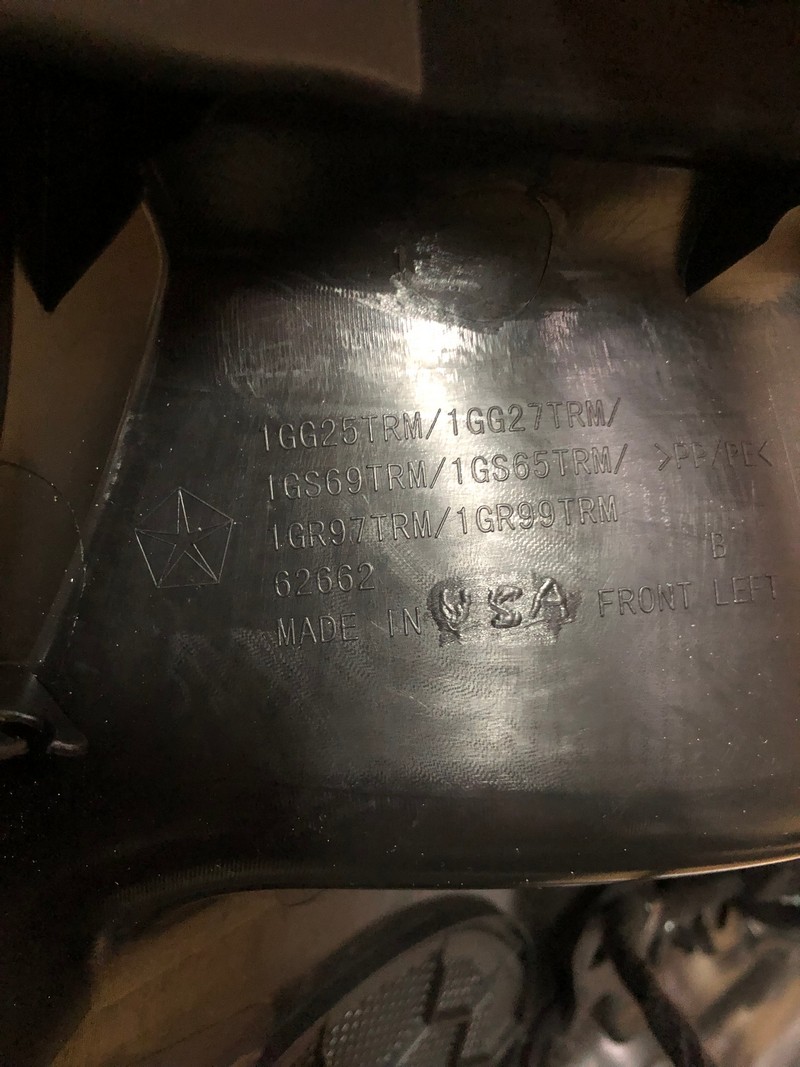 1GG25TRM/1GG27TRM/
1GS69TRM/1GS65TRM/ >PP/PE<
1GR97TRM/1GR99TRM
62662 B
MADE IN USA FRONT LEFT